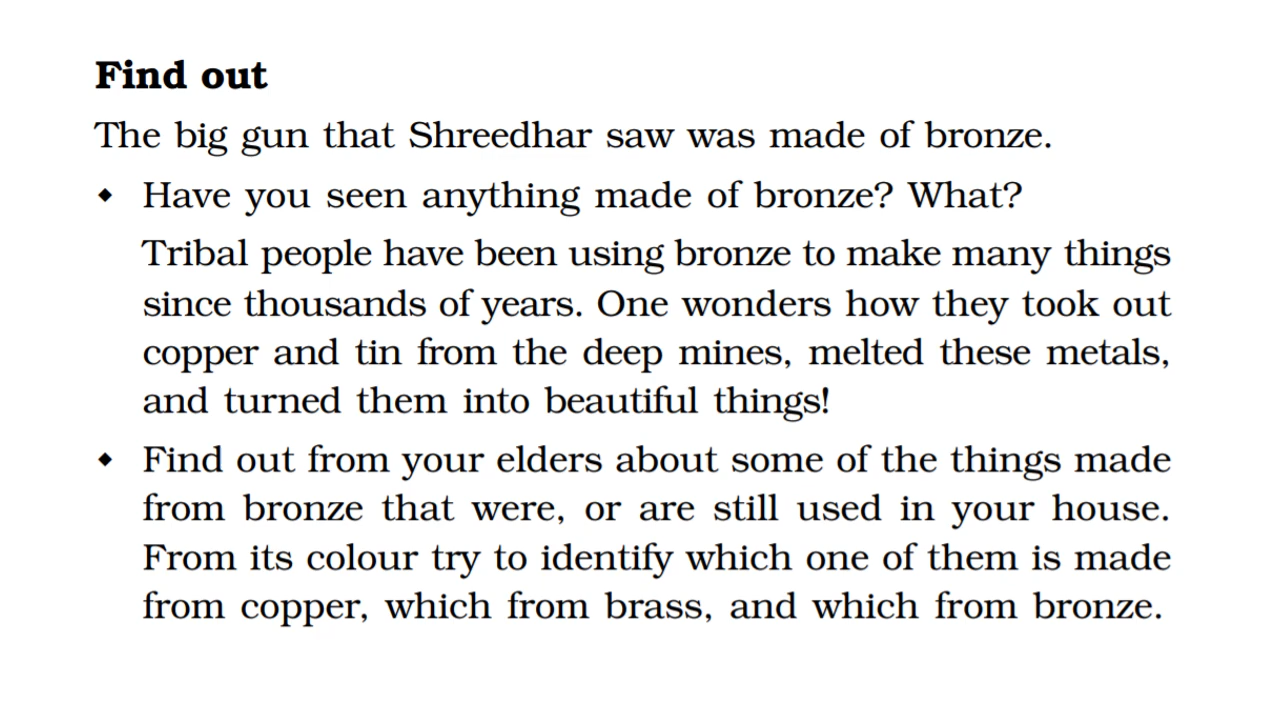 Find out
The big gun that Shreedhar saw was made of bronze.
◆ Have you seen anything made of bronze? What?
Tribal people have been using bronze to make many things
since thousands of years. One wonders how they took out
copper and tin from the deep mines, melted these metals,
and turned them into beautiful things!
◆ Find out from your elders about some of the things made
from bronze that were, or are still used in your house.
From its colour try to identify which one of them is made
from copper, which from brass, and which from bronze.